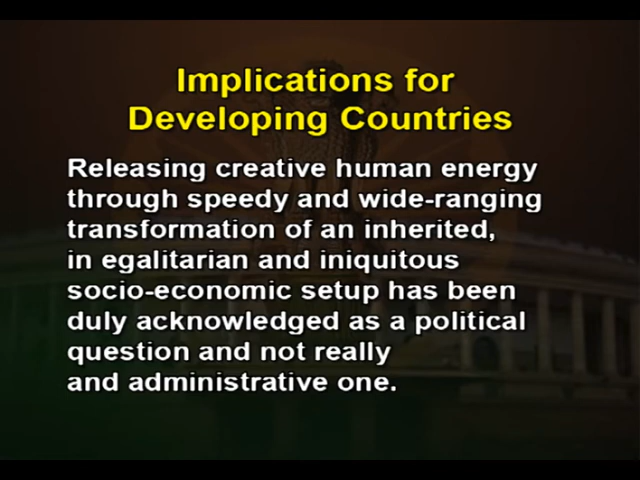 Implications for
Developing Countries
Releasing creative human energy
through speedy and wide-ranging
transformation of an inherited,
in egalitarian and iniquitous
socio-economic setup has been
duly acknowledged as a political
question and not really
and administrative one.